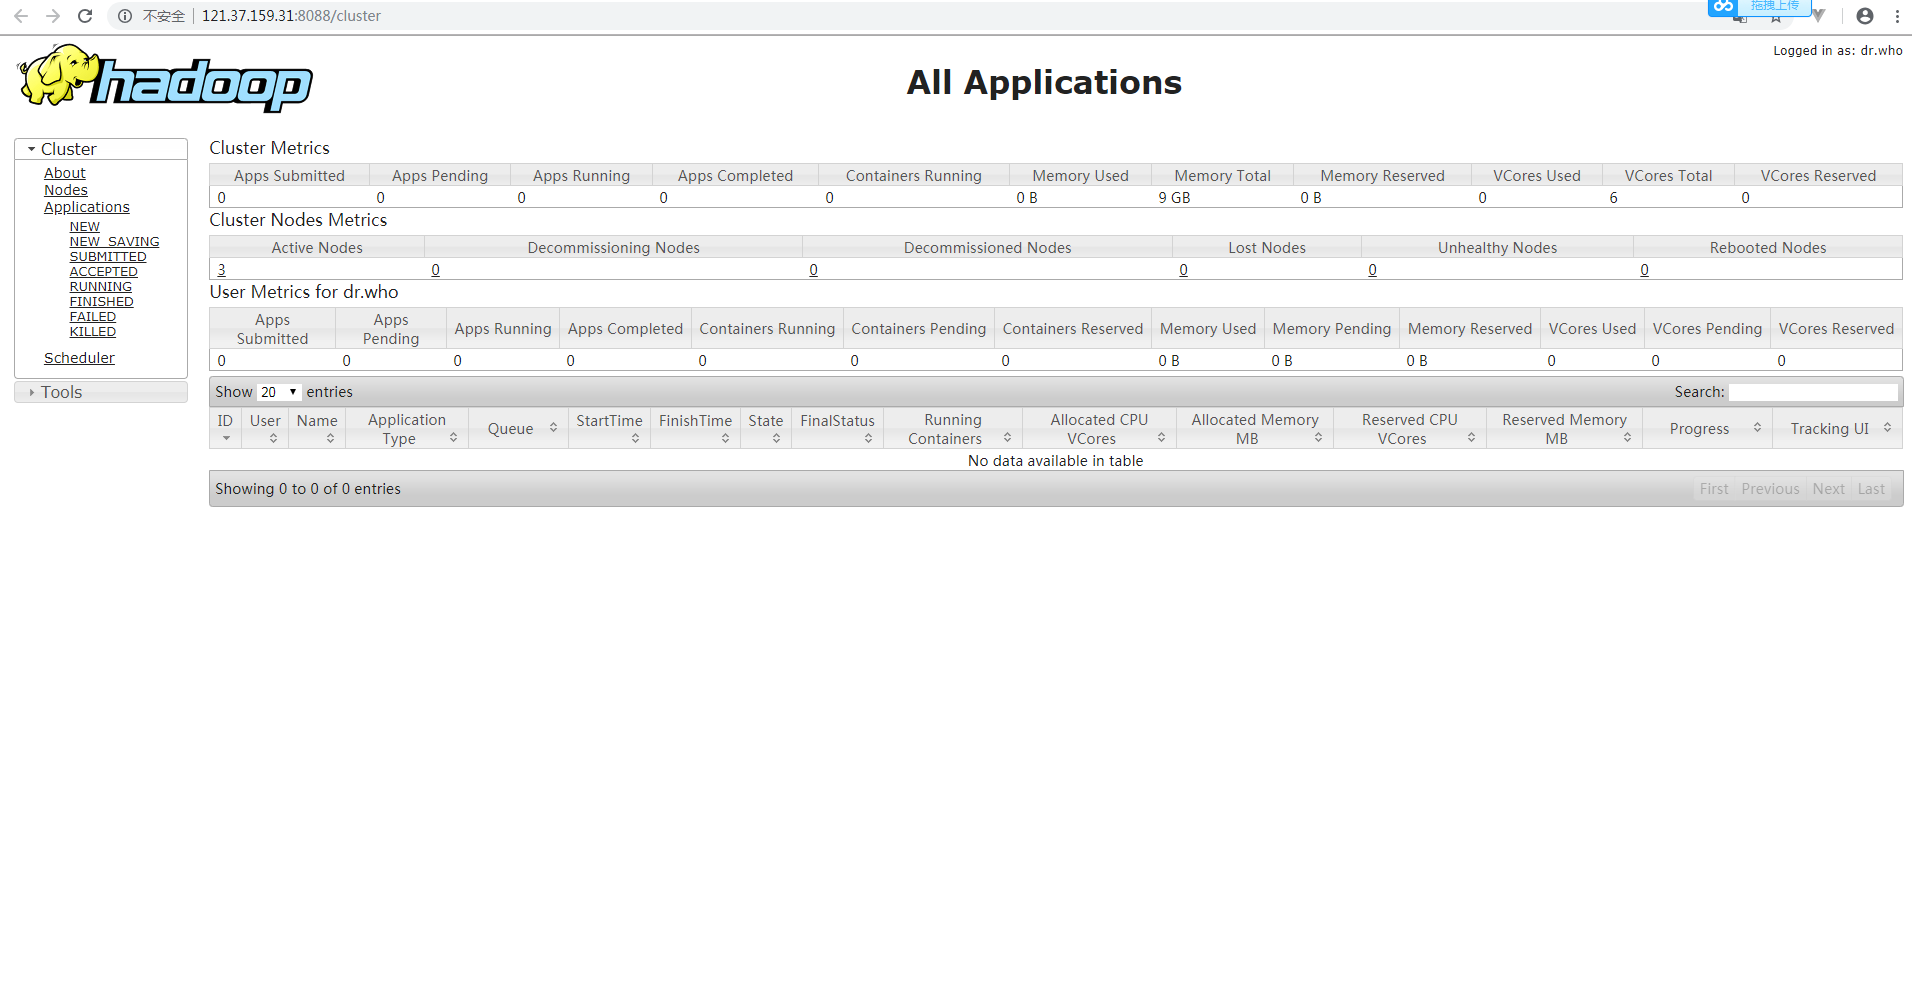 不安全 121.37.159.31:8088/cluster
拖拽上传
Logged in as: dr.who
hadoop
All Applications
Cluster
About
Nodes
Applications
NEW
NEW_SAVING
SUBMITTED
ACCEPTED
RUNNING
FINISHED
FAILED
KILLED
Scheduler
Tools
Cluster Metrics
Apps Submitted Apps Pending Apps Running Apps Completed Containers Running Memory Used Memory Total Memory Reserved VCores Used VCores Total VCores Reserved
0 0 0 0 0 0 B 9 GB 0 B 0 6 0
Cluster Nodes Metrics
Active Nodes Decommissioning Nodes Decommissioned Nodes Lost Nodes Unhealthy Nodes Rebooted Nodes
3 0 0 0 0 0
User Metrics for dr.who
Apps Submitted Apps Pending Apps Running Apps Completed Containers Running Containers Pending Containers Reserved Memory Used Memory Pending Memory Reserved VCores Used VCores Pending VCores Reserved
0 0 0 0 0 0 0 0 B 0 B 0 B 0 0 0
Show 20 entries Search:
ID User Name Application Type Queue StartTime FinishTime State FinalStatus Running Containers Allocated CPU VCores Allocated Memory MB Reserved CPU VCores Reserved Memory MB Progress Tracking UI
No data available in table
Showing 0 to 0 of 0 entries First Previous Next Last